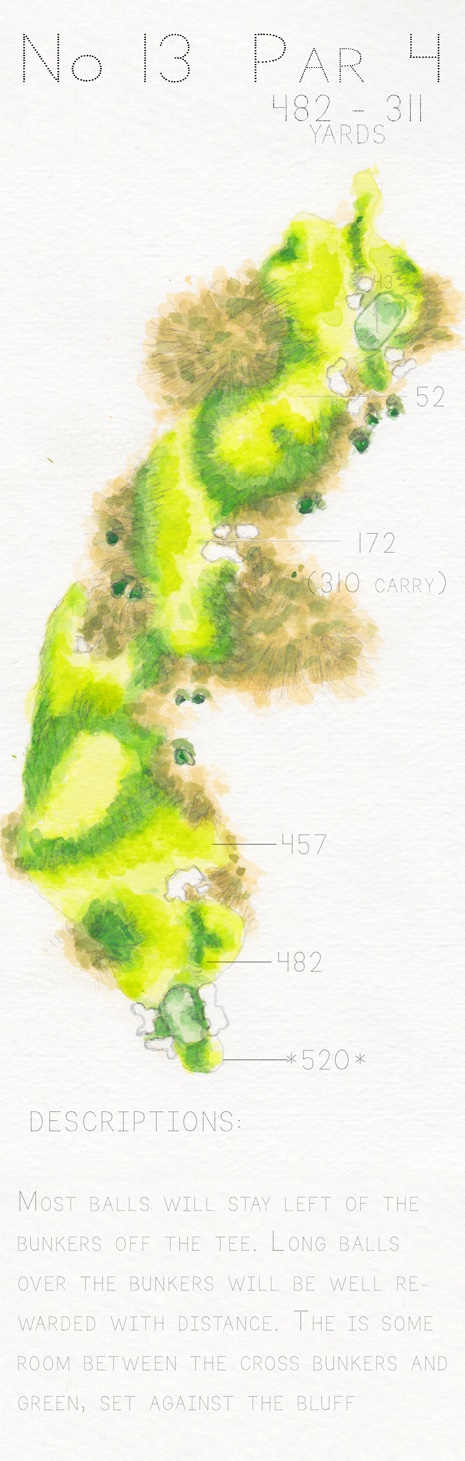 No 13 Par 4
482 - 311
YARDS
43
52
172
(310 CARRY)
457
482
*520*
DESCRIPTIONS:
Most balls will stay left of the
bunkers off the tee. Long balls
over the bunkers will be well re-
warded with distance. The is some
room between the cross bunkers and
green, set against the bluff